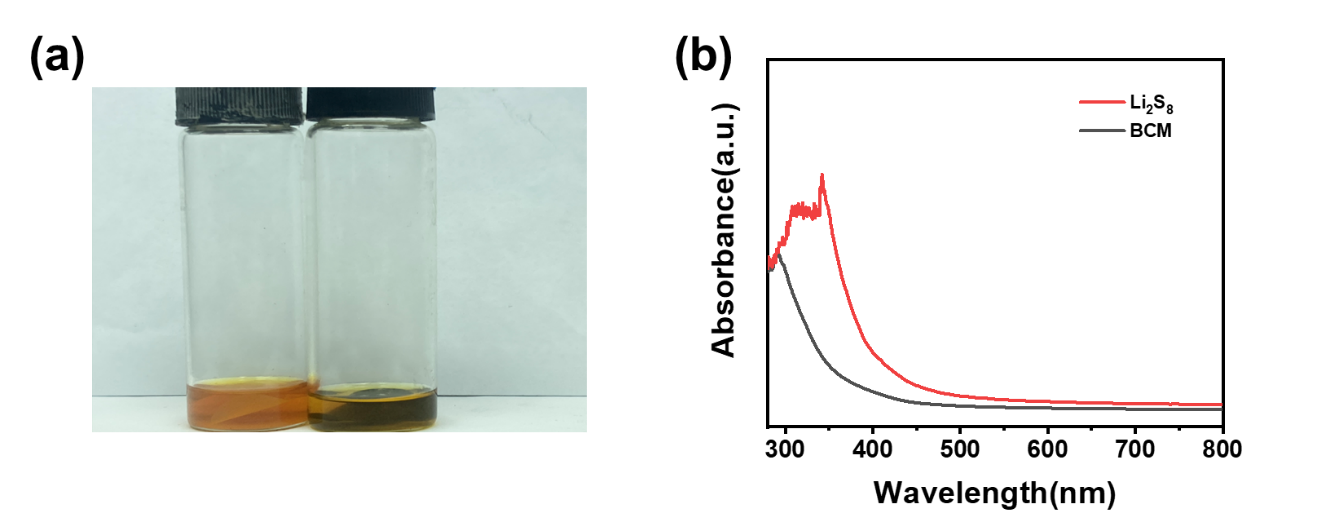 (a)
(b)
Absorbance(a.u.)
Li₂S₈
BCM
300 400 500 600 700 800
Wavelength(nm)